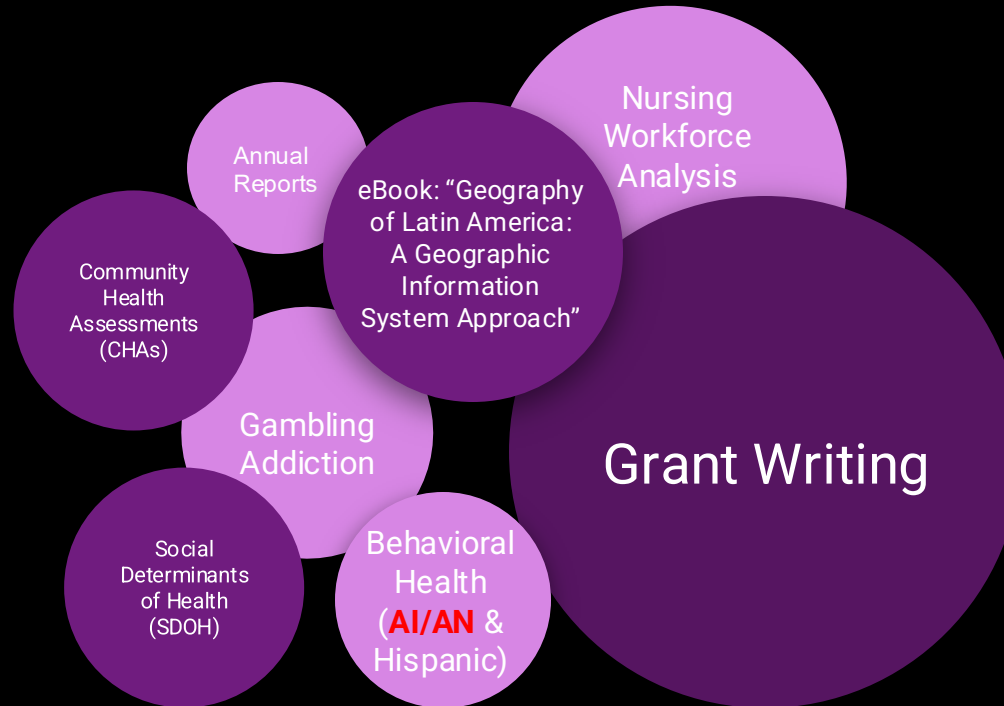 Nursing
Workforce
Analysis
Annual
Reports
eBook: “Geography
of Latin America:
A Geographic
Information
System Approach”
Community
Health
Assessments
(CHAs)
Gambling
Addiction
Grant Writing
Social
Determinants
of Health
(SDOH)
Behavioral
Health
(AI/AN &
Hispanic)